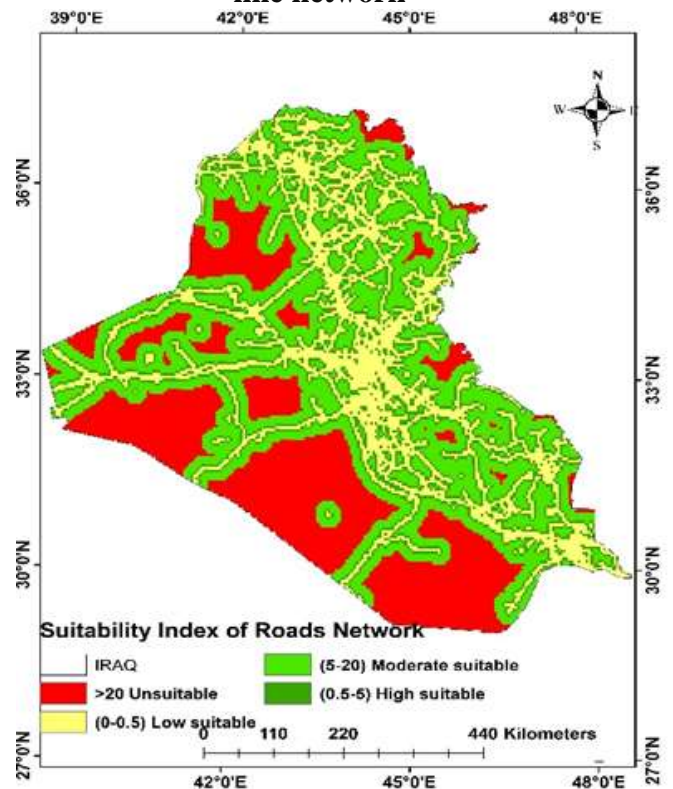 line network
39°0'E 42°0'E 45°0'E 48°0'E
N
W E
S
36°0'N 36°0'N
33°0'N 33°0'N
30°0'N 30°0'N
27°0'N 27°0'N
Suitability Index of Roads Network
IRAQ
>20 Unsuitable
(0-0.5) Low suitable
(5-20) Moderate suitable
(0.5-5) High suitable
0 110 220 440 Kilometers
42°0'E 45°0'E 48°0'E